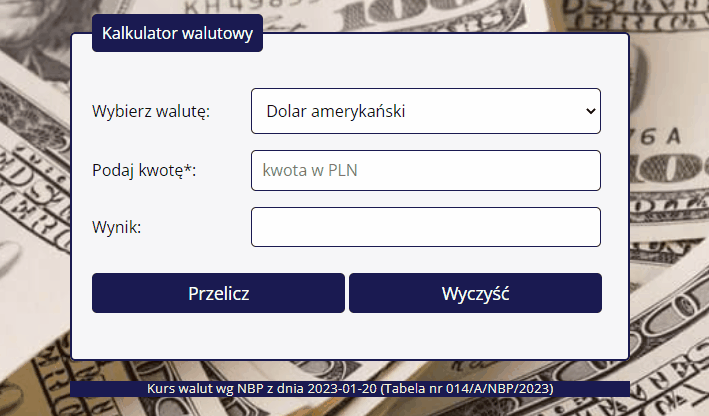 Kalkulator walutowy
Wybierz walutę:
Dolar amerykański
Podaj kwotę*:
kwota w PLN
Wynik:
Przelicz
Wyczyść
Kurs walut wg NBP z dnia 2023-01-20 (Tabela nr 014/A/NBP/2023)